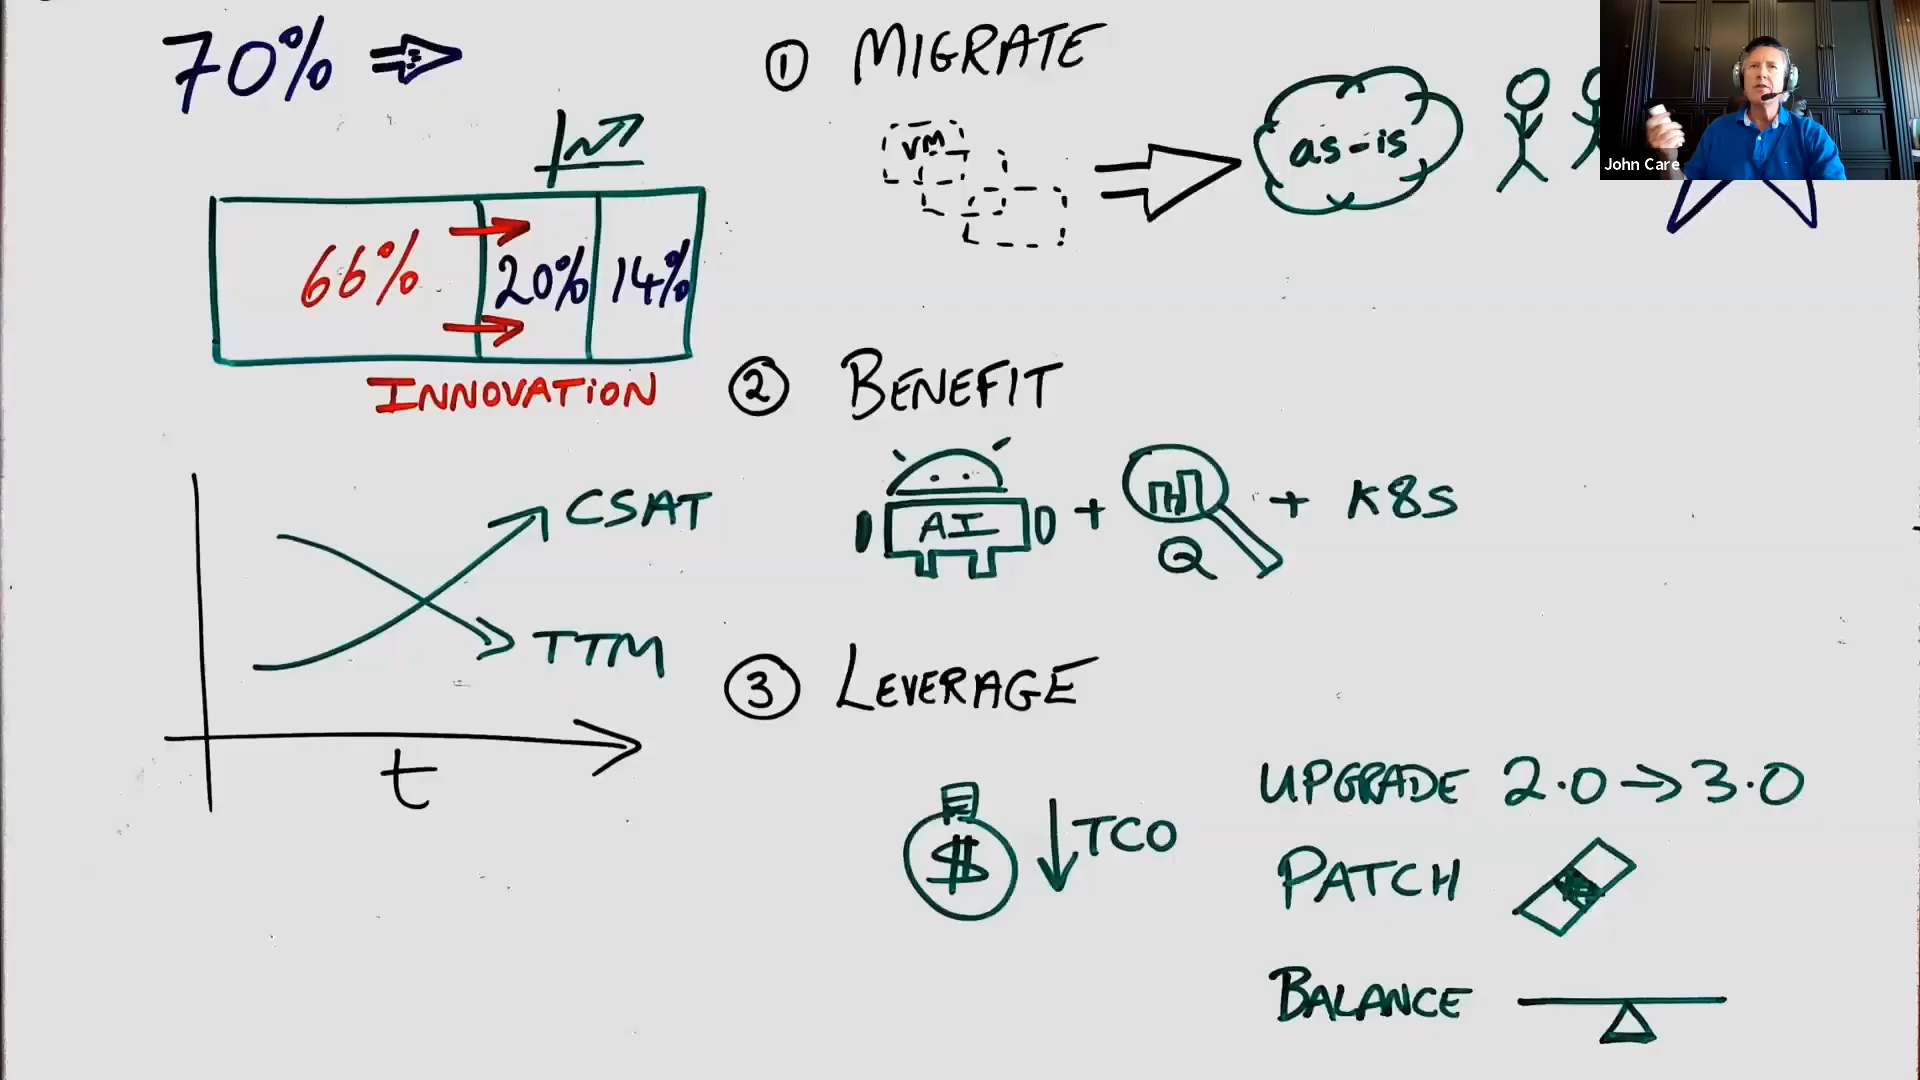 70%
66% 20% 14%
INNOVATION
CSAT
TTM
t
① MIGRATE
VM
as-is
② BENEFIT
AI + Q + K8S
③ LEVERAGE
$ TCO
UPGRADE 2.0 → 3.0
PATCH
BALANCE
John Care